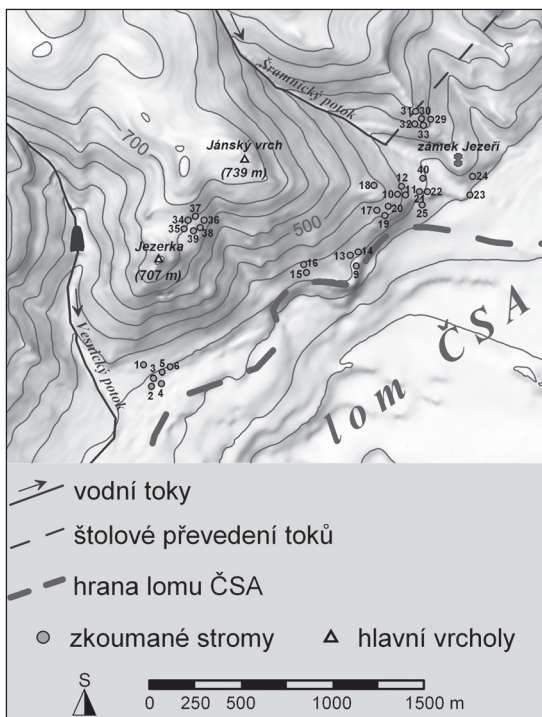 Šramnický potok
31 30
29
32
33
700
Jánský vrch
(739 m)
zámek Jezeří
40
24
12
18
10 11 22
23
21
37
34 36
20
17
25
35
38
39
19
500
Jezerka
(707 m)
14
13
16
9
15
Vesnický potok
lom ČSA
1 5 6
3
2 4
vodní toky
štolové převedení toků
hrana lomu ČSA
zkoumané stromy
hlavní vrcholy
S
0 250 500 1000 1500 m